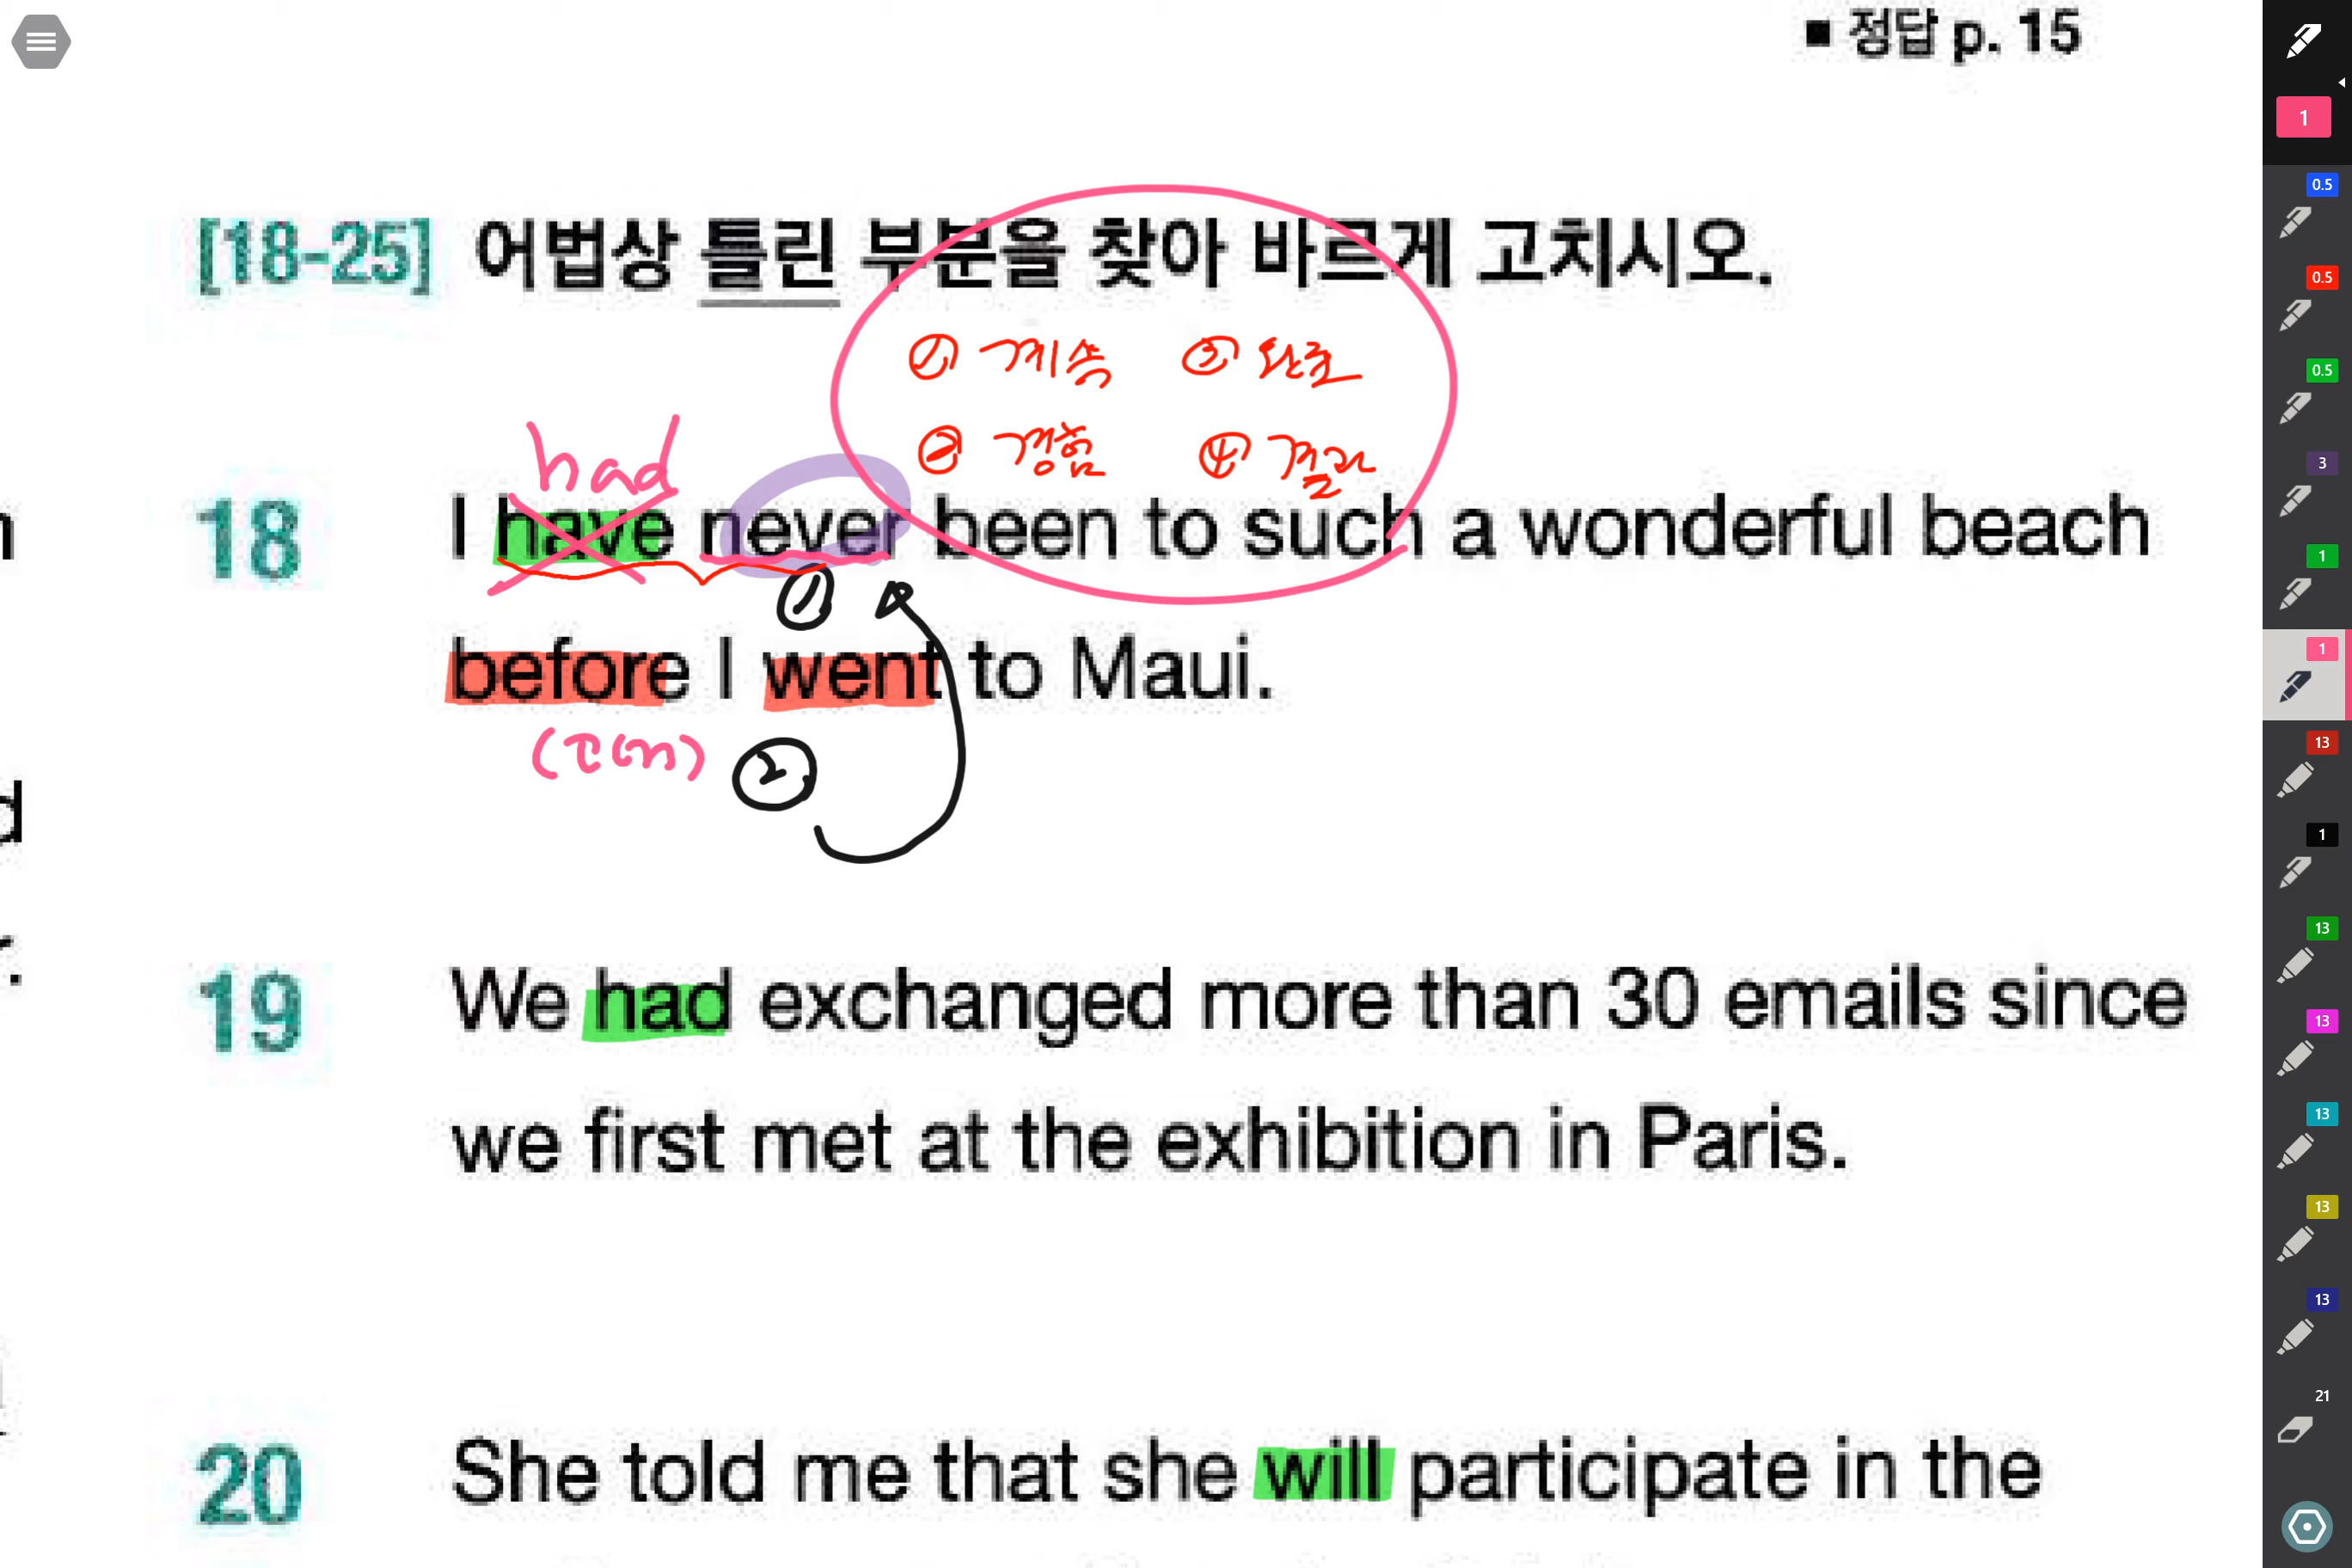 ■ 정답 p. 15
[18-25] 어법상 틀린 부분을 찾아 바르게 고치시오.
① 계속 ③ 완료
② 경험 ④ 결과
had
18 I have never been to such a wonderful beach
①
before I went to Maui.
②
d
r.
19 We had exchanged more than 30 emails since
we first met at the exhibition in Paris.
20 She told me that she will participate in the
1
0.5
0.5
0.5
3
1
1
13
1
13
13
13
13
13
21